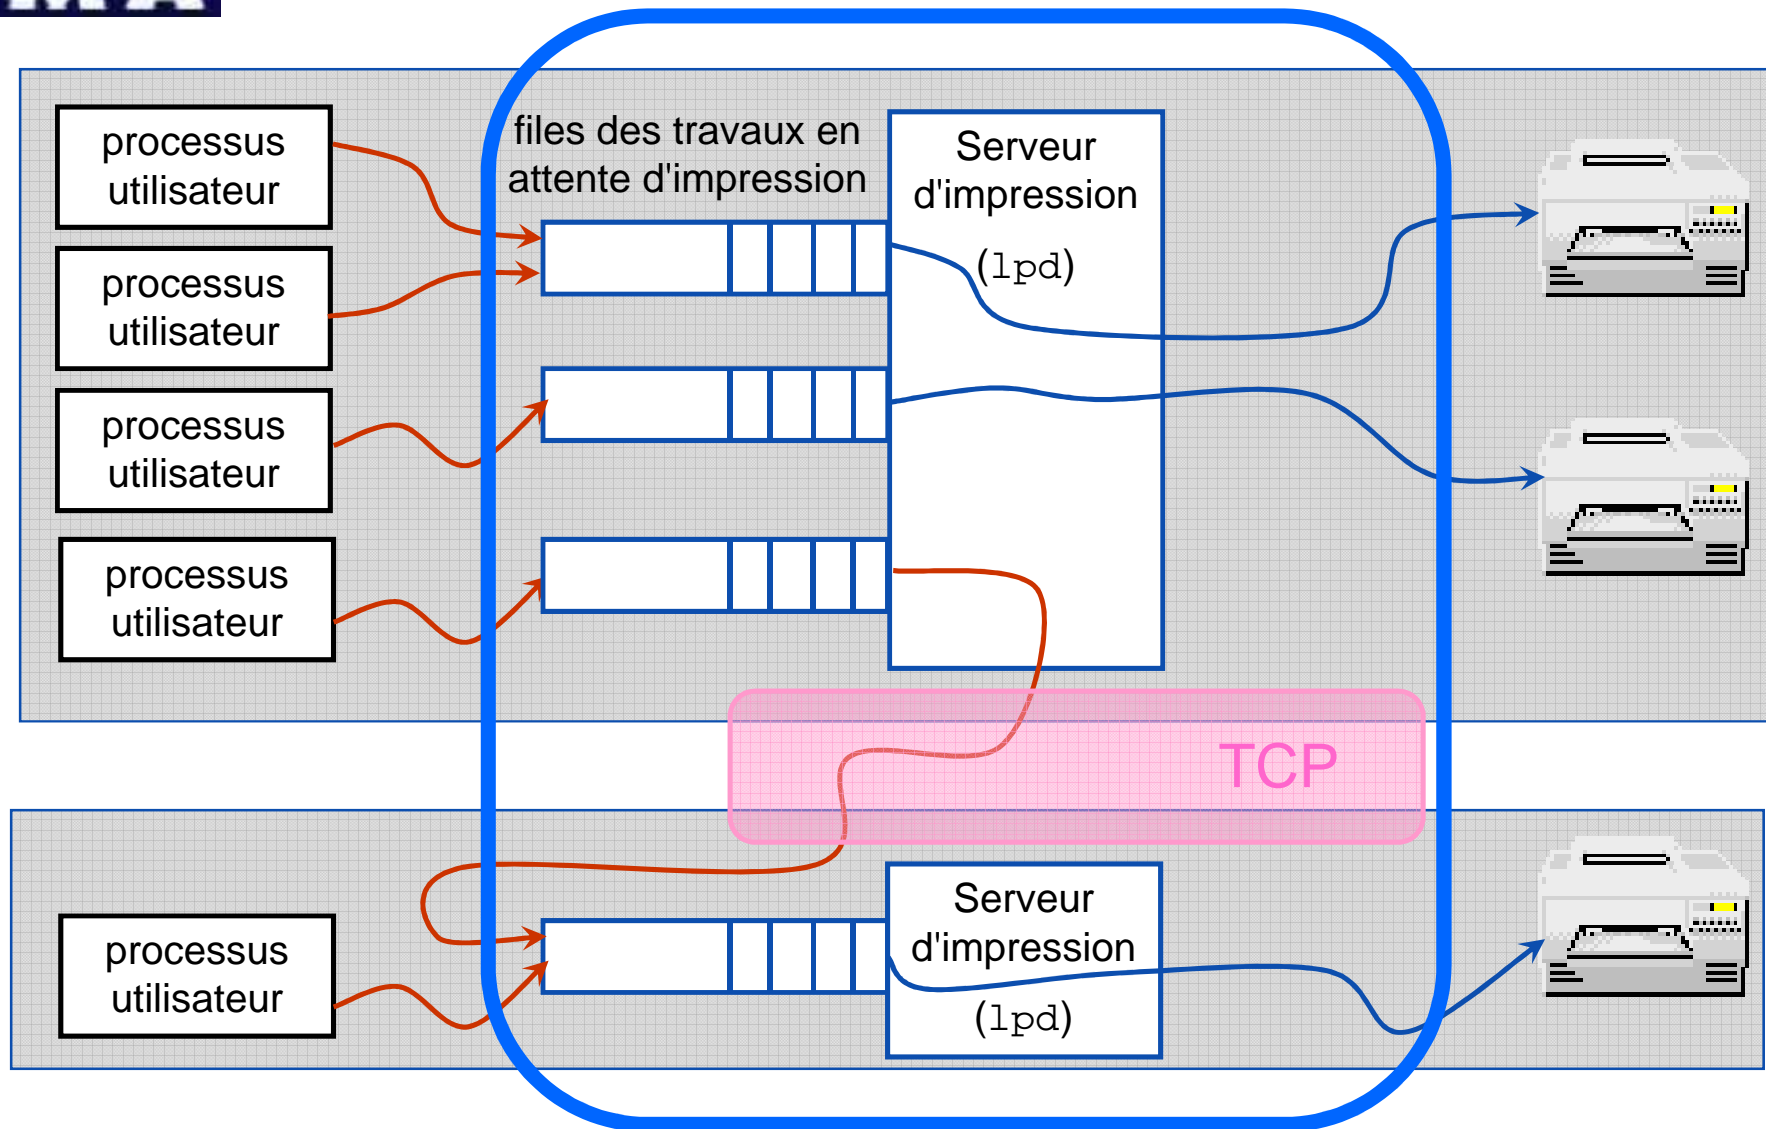 processus
utilisateur
processus
utilisateur
processus
utilisateur
processus
utilisateur
files des travaux en
attente d'impression
Serveur
d'impression
(lpd)
TCP
processus
utilisateur
Serveur
d'impression
(lpd)